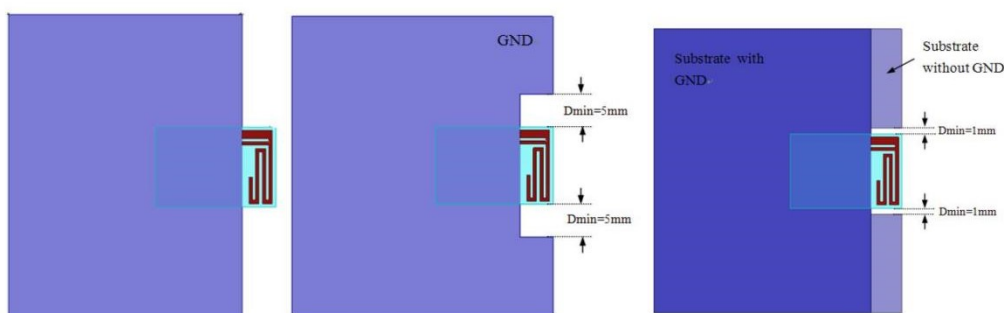 GND
Dmin=5mm
Dmin=5mm
Substrate with
GND
Substrate
without GND
Dmin=1mm
Dmin=1mm